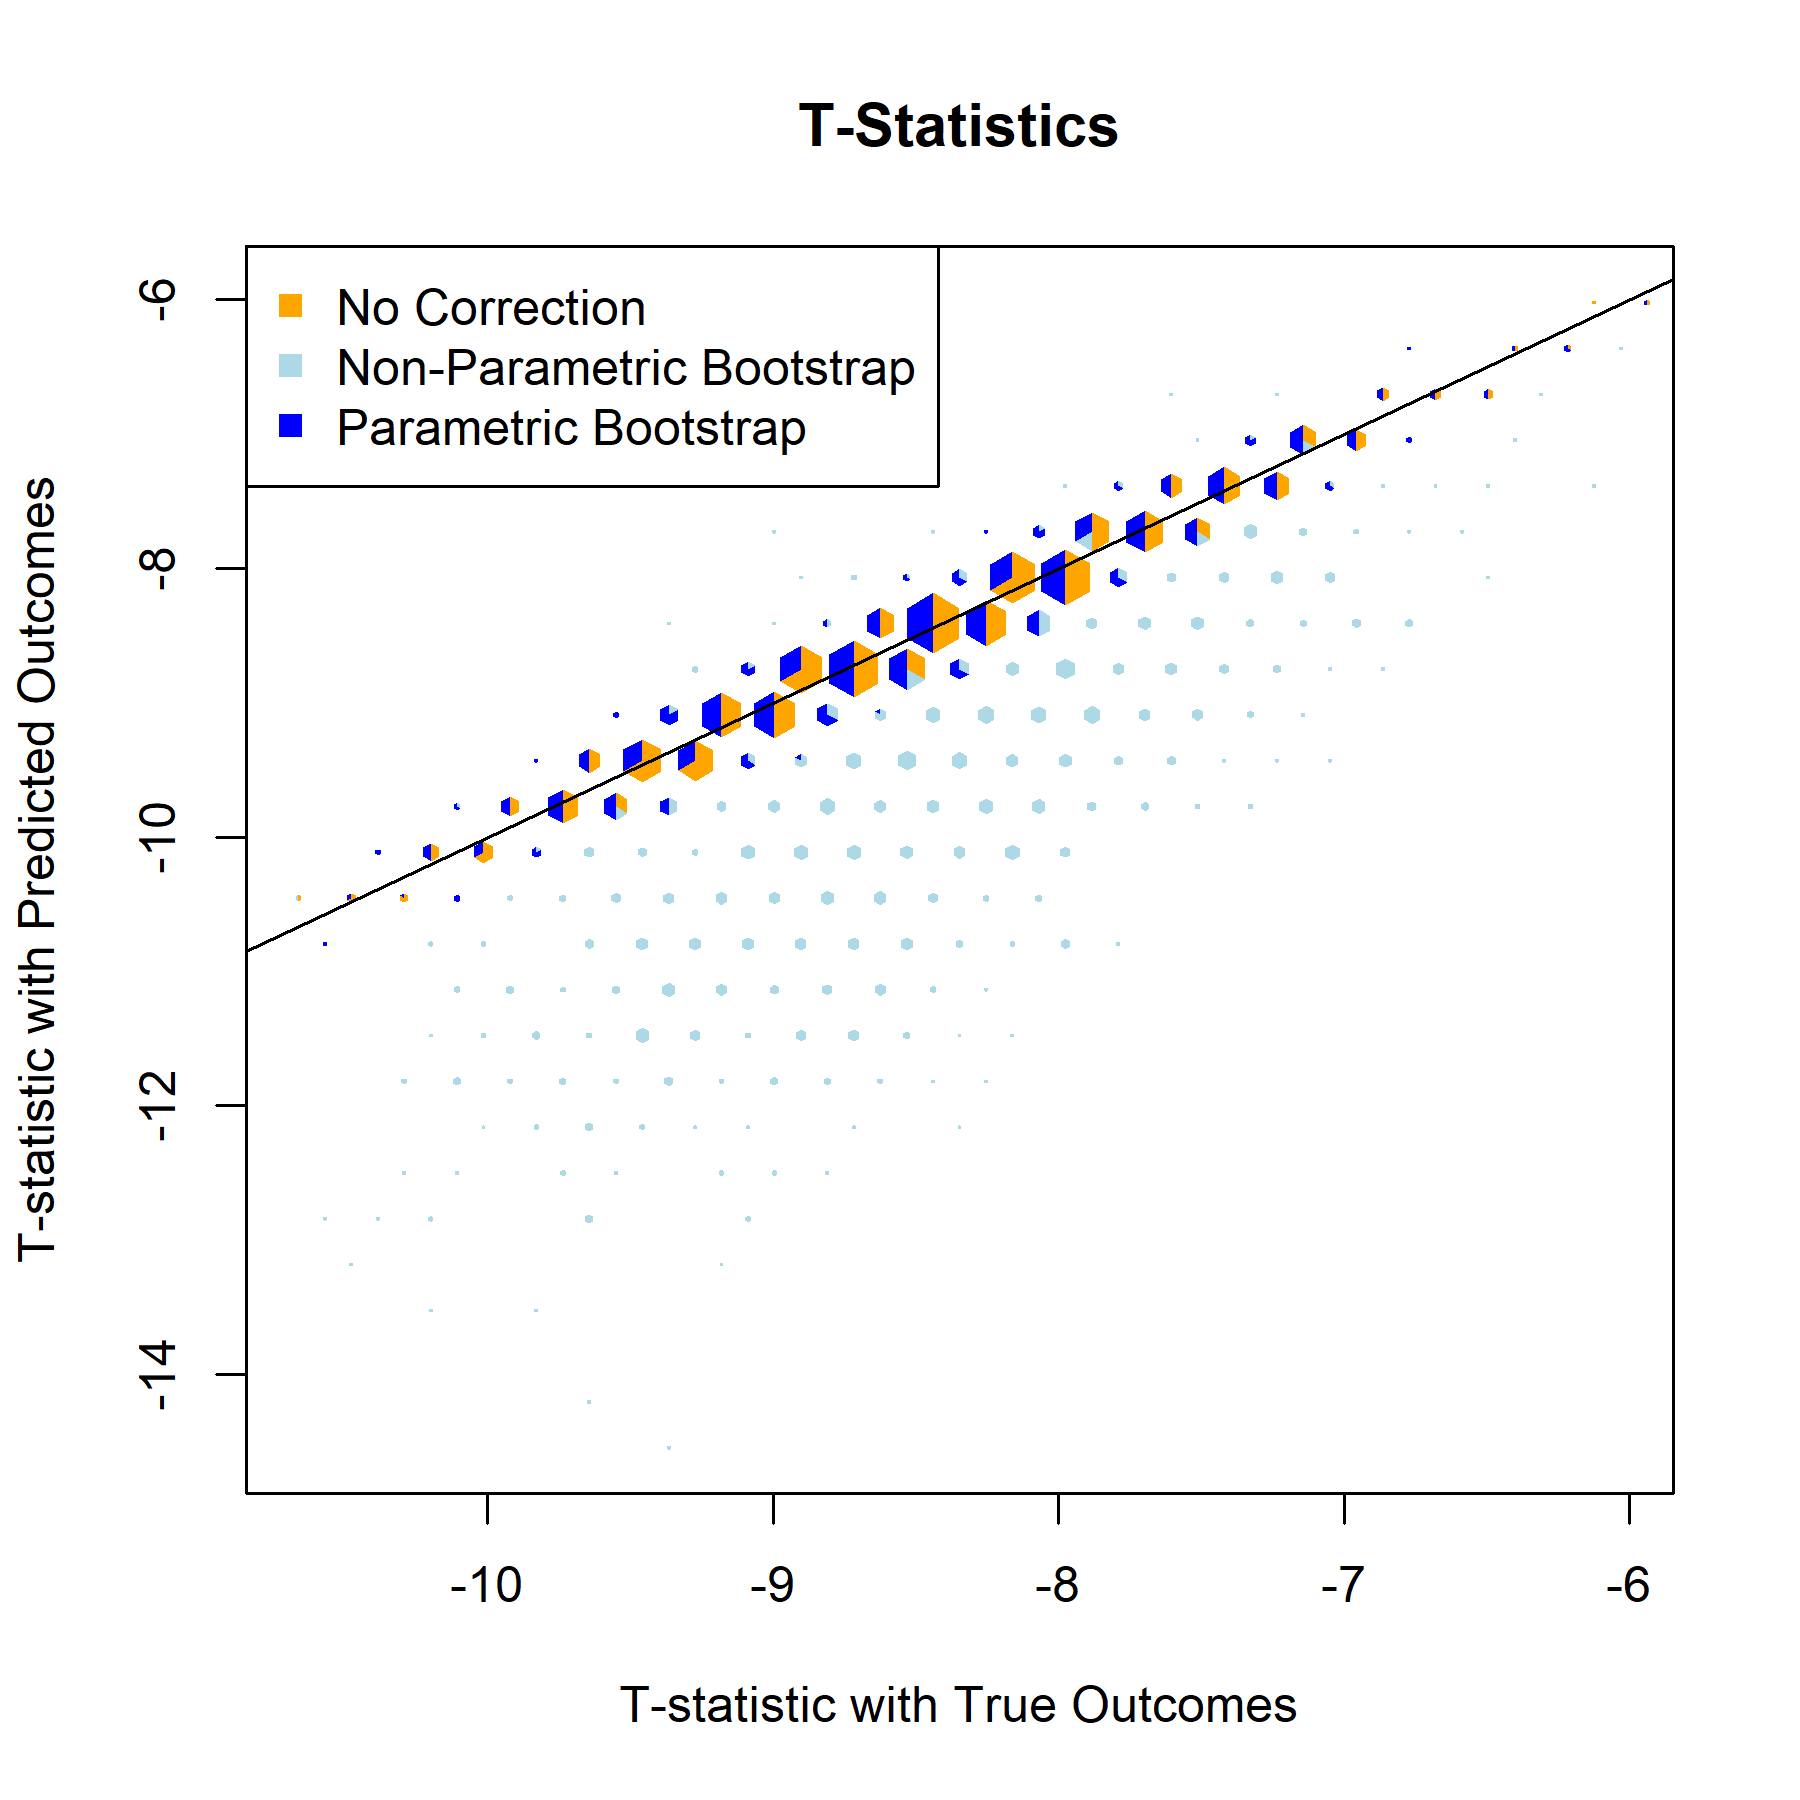 T-Statistics
No Correction
Non-Parametric Bootstrap
Parametric Bootstrap
T-statistic with Predicted Outcomes
-6
-8
-10
-12
-14
-10
-9
-8
-7
-6
T-statistic with True Outcomes